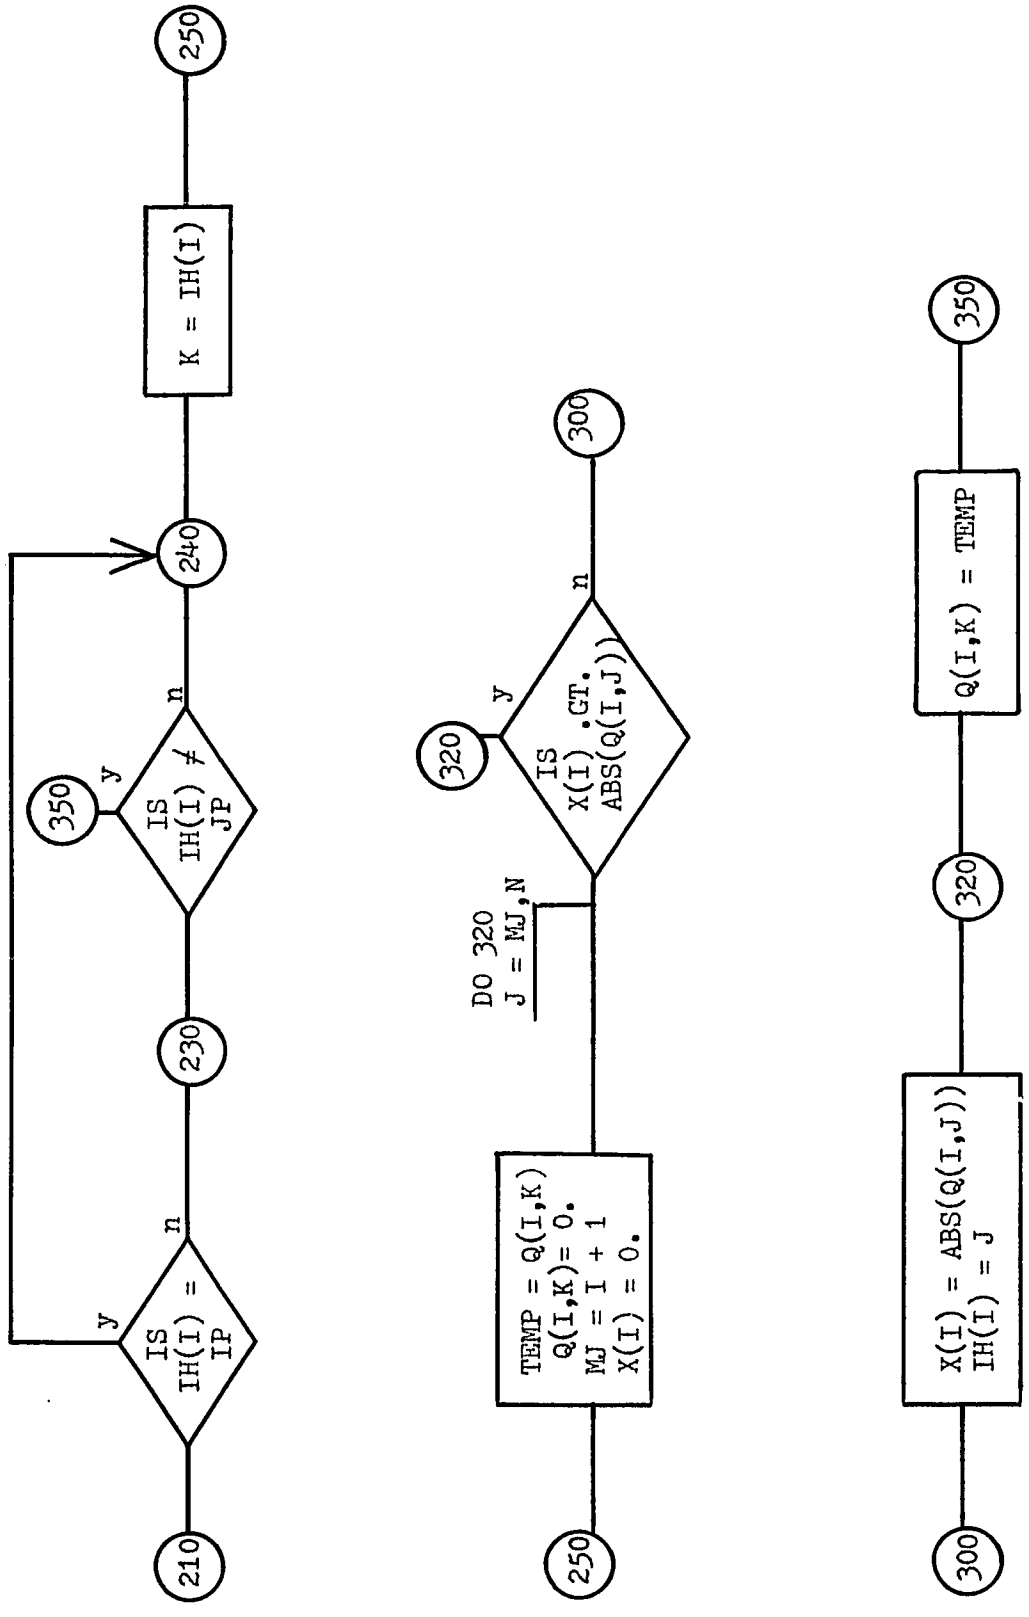 210
IS
IH(I) =
IP
y
n
230
IS
IH(I) ≠
JP
y
350
n
240
K = IH(I)
250
250
TEMP = Q(I,K)
Q(I,K)= 0.
MJ = I + 1
X(I) = 0.
DO 320
J = MJ,N
IS
X(I) .GT.
ABS(Q(I,J))
y
320
n
300
300
X(I) = ABS(Q(I,J))
IH(I) = J
320
Q(I,K) = TEMP
350